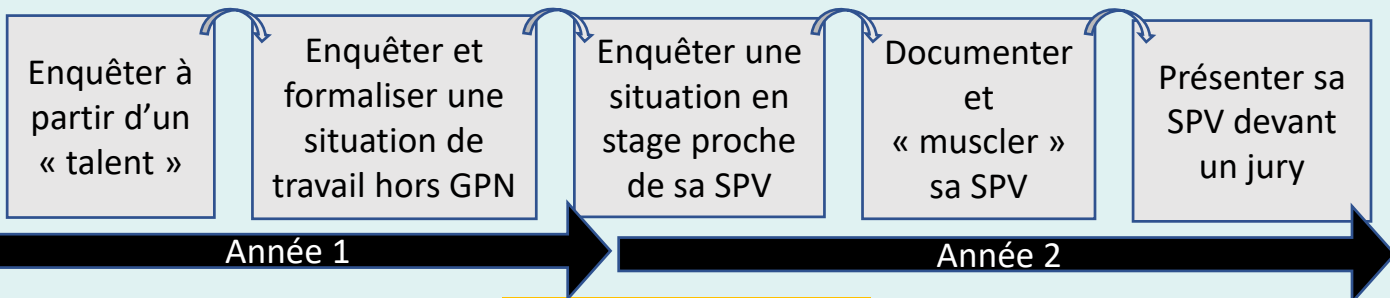 Enquêter à
partir d’un
« talent »
Enquêter et
formaliser une
situation de
travail hors GPN
Enquêter une
situation en
stage proche
de sa SPV
Documenter
et
« muscler »
sa SPV
Présenter sa
SPV devant
un jury
Année 1
Année 2